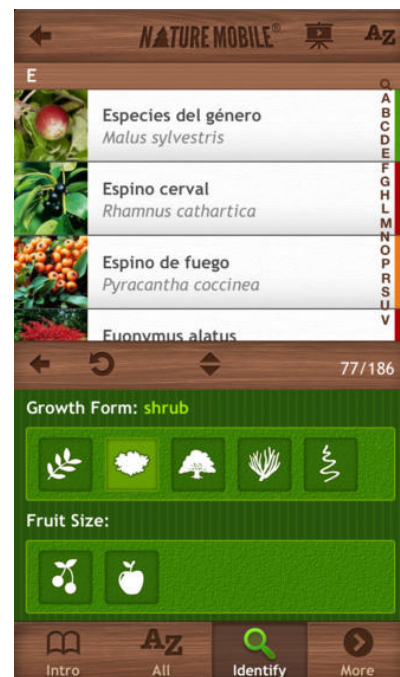 NATURE MOBILE®
AZ
E
Especies del género
Malus sylvestris
Espino cerval
Rhamnus cathartica
Espino de fuego
Pyracantha coccinea
Euonymus alatus
A
B
C
D
E
F
G
H
L
M
N
O
P
R
S
U
V
77/186
Growth Form: shrub
Fruit Size:
AZ
Intro
All
Identify
More